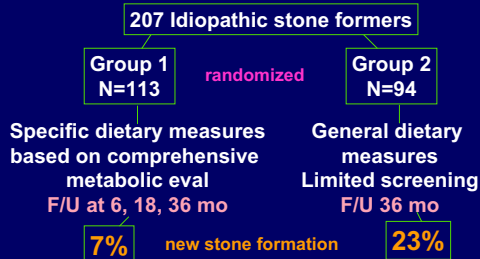 207 Idiopathic stone formers
Group 1
N=113
randomized
Group 2
N=94
Specific dietary measures
based on comprehensive
metabolic eval
F/U at 6, 18, 36 mo
General dietary
measures
Limited screening
F/U 36 mo
7%
new stone formation
23%